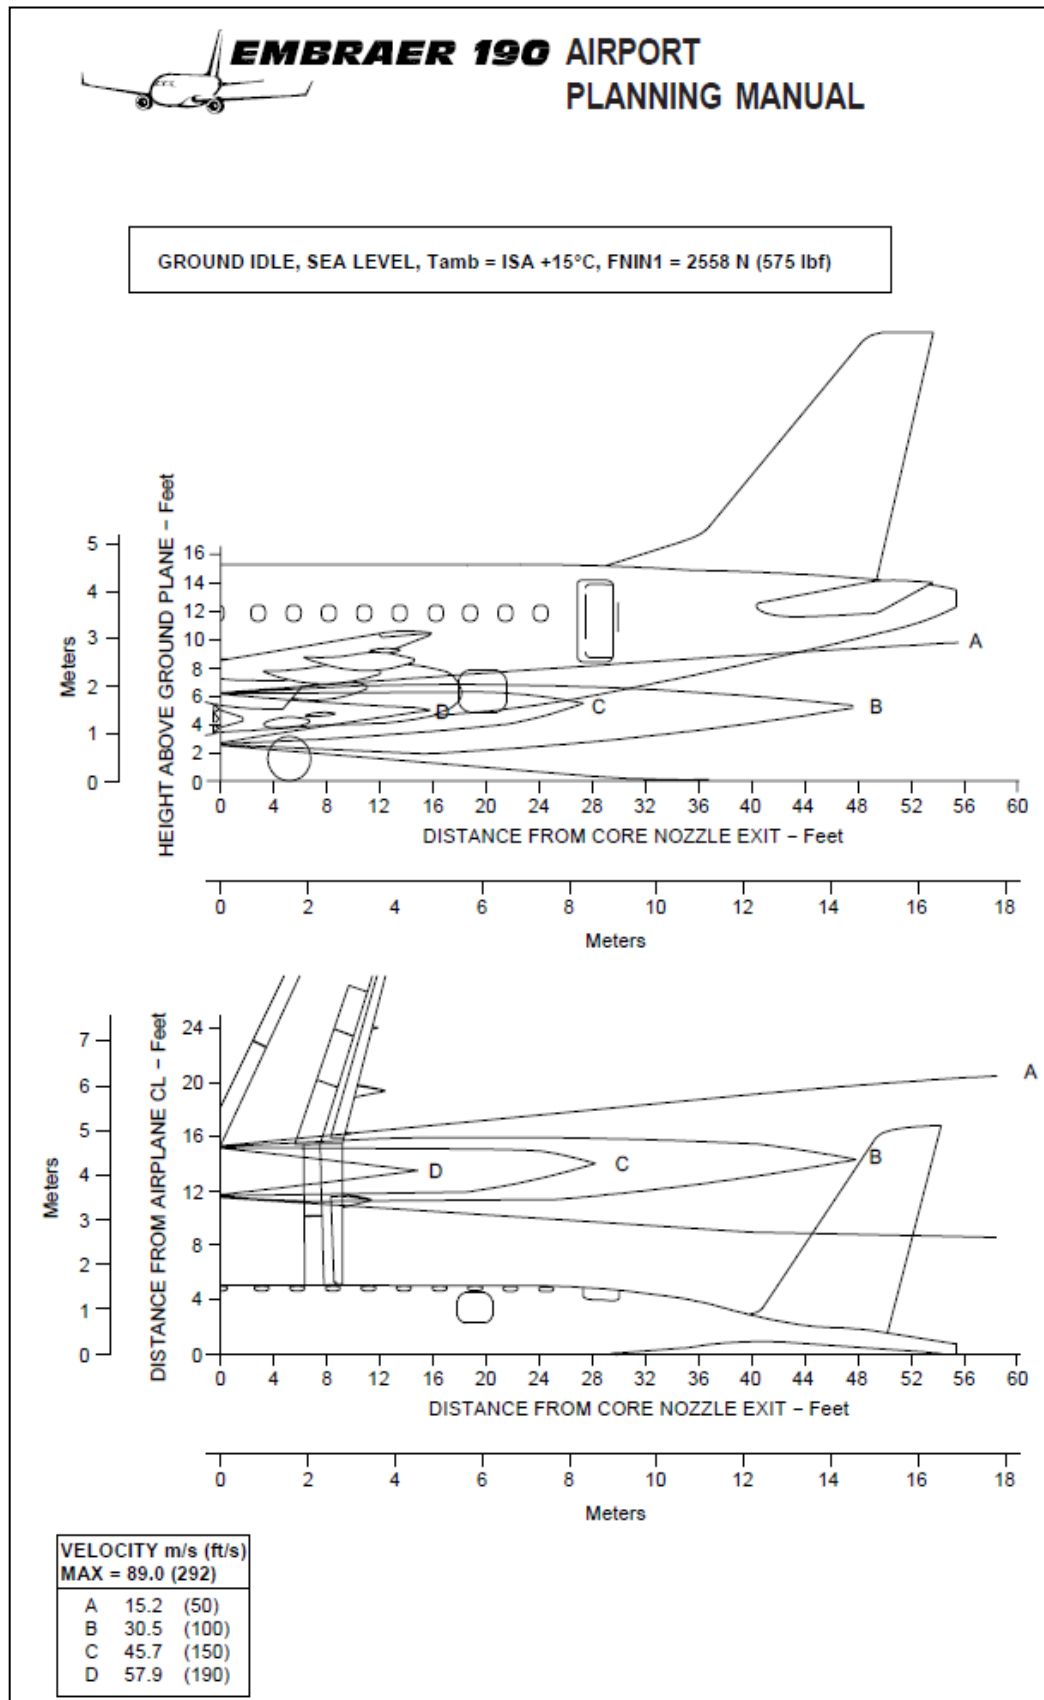 EMBRAER 190 AIRPORT
PLANNING MANUAL
GROUND IDLE, SEA LEVEL, Tamb = ISA +15°C, FNIN1 = 2558 N (575 lbf)
HEIGHT ABOVE GROUND PLANE – Feet
Meters
5
4
3
2
1
0
16
14
12
10
8
6
4
2
0
A
B
C
D
0 4 8 12 16 20 24 28 32 36 40 44 48 52 56 60
DISTANCE FROM CORE NOZZLE EXIT – Feet
0 2 4 6 8 10 12 14 16 18
Meters
DISTANCE FROM AIRPLANE CL – Feet
Meters
7
6
5
4
3
2
1
0
24
20
16
12
8
4
0
A
B
C
D
0 4 8 12 16 20 24 28 32 36 40 44 48 56 60
DISTANCE FROM CORE NOZZLE EXIT – Feet
0 2 4 6 8 10 12 14 16 18
Meters
VELOCITY m/s (ft/s)
MAX = 89.0 (292)
A 15.2 (50)
B 30.5 (100)
C 45.7 (150)
D 57.9 (190)